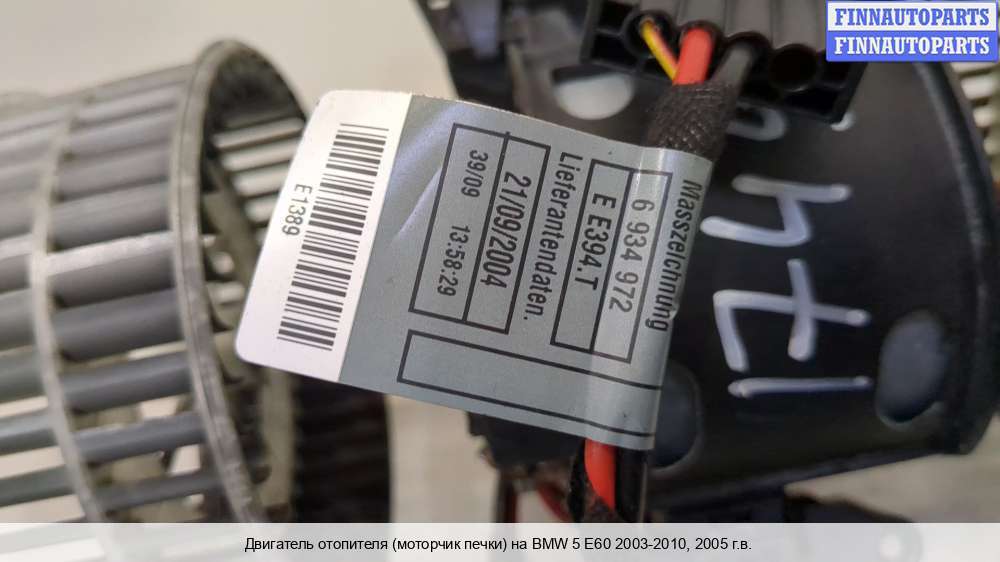 FINNAUTOPARTS
FINNAUTOPARTS
Masszeichnung
6 934 972
E E394.T
Lieferantendaten.
21/09/2004
39/09 13:58:29
E1389
Двигатель отопителя (моторчик печки) на BMW 5 E60 2003-2010, 2005 г.в.